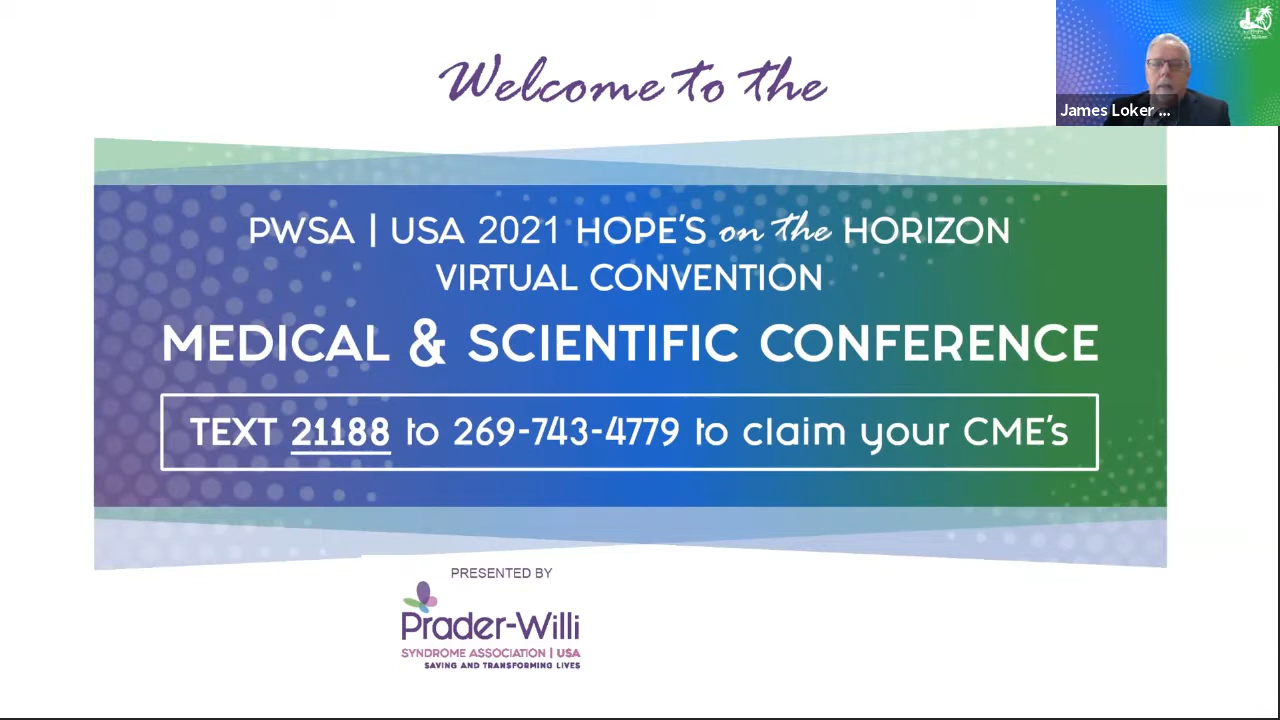 Welcome to the
James Loker ...
PWSA | USA 2021 HOPE'S on the HORIZON
VIRTUAL CONVENTION
MEDICAL & SCIENTIFIC CONFERENCE
TEXT 21188 to 269-743-4779 to claim your CME's
PRESENTED BY
Prader-Willi
SYNDROME ASSOCIATION | USA
SAVING AND TRANSFORMING LIVES